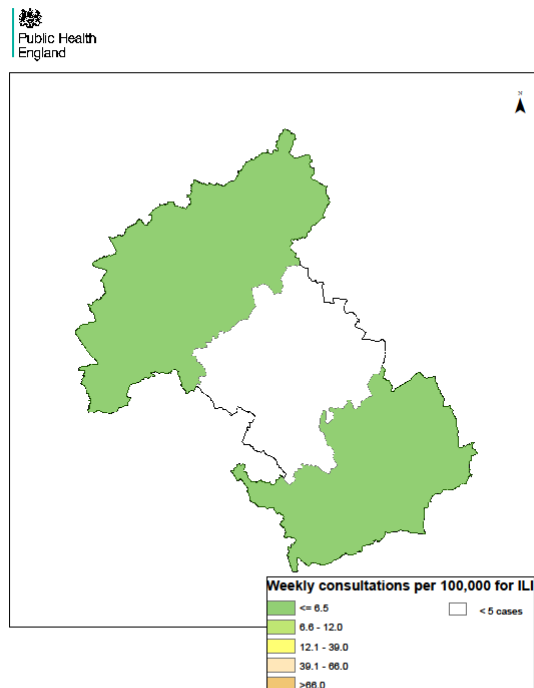 Public Health
England
N
Weekly consultations per 100,000 for ILI
<= 6.5
< 5 cases
6.6 - 12.0
12.1 - 39.0
39.1 - 66.0
>66.0